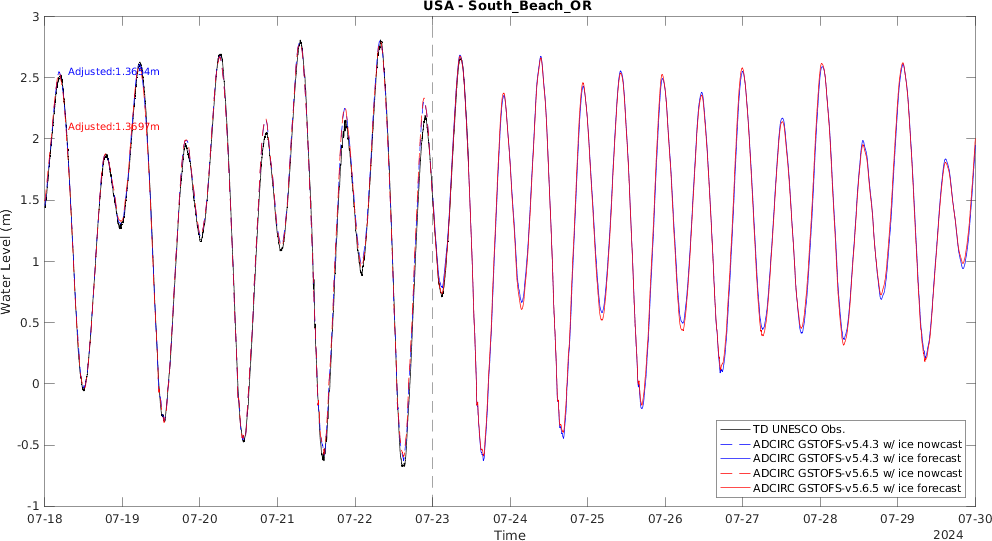 USA - South_Beach_OR
3
2.5
2
1.5
1
0.5
0
-0.5
-1
Water Level (m)
Adjusted:1.3654m
Adjusted:1.3697m
TD UNESCO Obs.
ADCIRC GSTOFS-v5.4.3 w/ ice nowcast
ADCIRC GSTOFS-v5.4.3 w/ ice forecast
ADCIRC GSTOFS-v5.6.5 w/ ice nowcast
ADCIRC GSTOFS-v5.6.5 w/ ice forecast
07-18 07-19 07-20 07-21 07-22 07-23 07-24 07-25 07-26 07-27 07-28 07-29 07-30
Time
2024